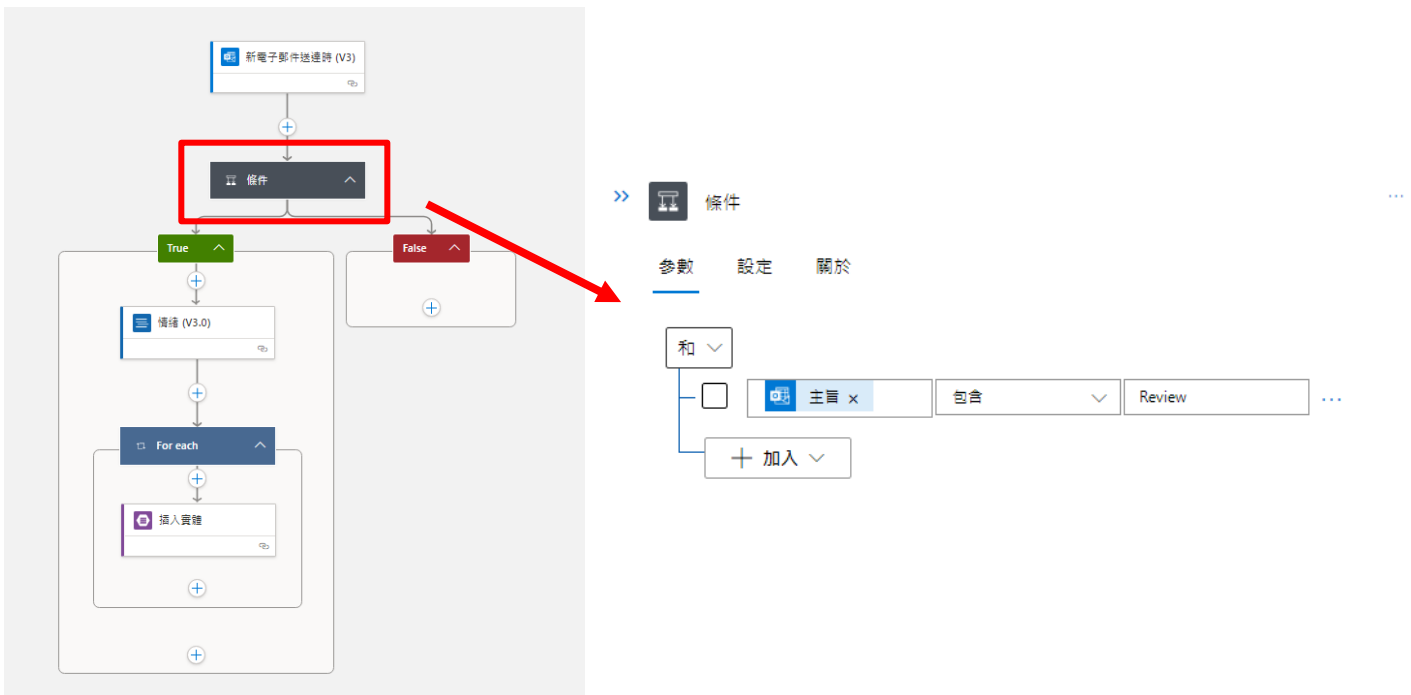 新電子郵件送達時 (V3)
條件
True
False
情緒 (V3.0)
For each
插入實體
條件
參數 設定 關於
和
主旨 x 包含 Review
加入